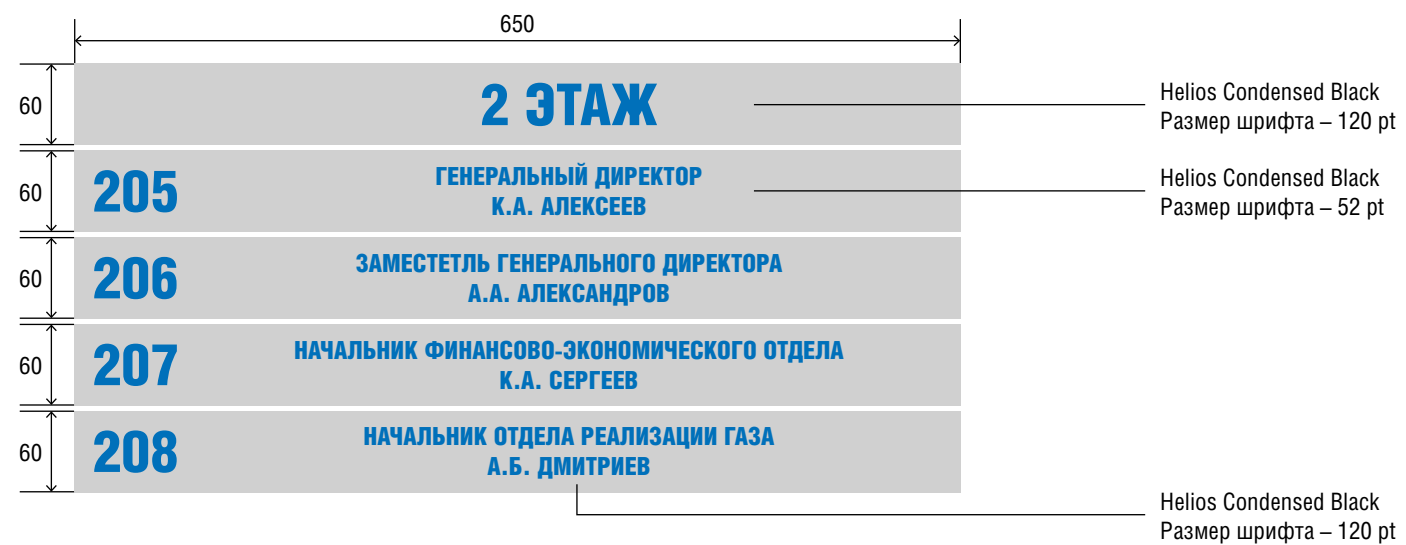 650
60
2 ЭТАЖ
Helios Condensed Black
Размер шрифта – 120 pt
60
205
ГЕНЕРАЛЬНЫЙ ДИРЕКТОР
К.А. АЛЕКСЕЕВ
Helios Condensed Black
Размер шрифта – 52 pt
60
206
ЗАМЕСТЕТЛЬ ГЕНЕРАЛЬНОГО ДИРЕКТОРА
А.А. АЛЕКСАНДРОВ
60
207
НАЧАЛЬНИК ФИНАНСОВО-ЭКОНОМИЧЕСКОГО ОТДЕЛА
К.А. СЕРГЕЕВ
60
208
НАЧАЛЬНИК ОТДЕЛА РЕАЛИЗАЦИИ ГАЗА
А.Б. ДМИТРИЕВ
Helios Condensed Black
Размер шрифта – 120 pt